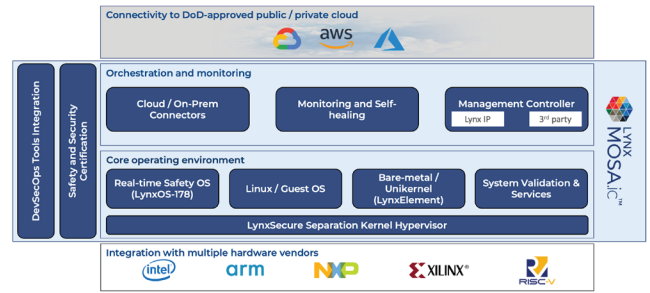 Connectivity to DoD-approved public / private cloud
aws
DevSecOps Tools Integration
Safety and Security
Certification
Orchestration and monitoring
Cloud / On-Prem
Connectors
Monitoring and Self-
healing
Management Controller
Lynx IP
3rd party
Core operating environment
Real-time Safety OS
(LynxOS-178)
Linux / Guest OS
Bare-metal /
Unikernel
(LynxElement)
System Validation &
Services
LynxSecure Separation Kernel Hypervisor
LYNX
MOSA.ic™
Integration with multiple hardware vendors
intel
arm
NXP
XILINX®
RISC-V